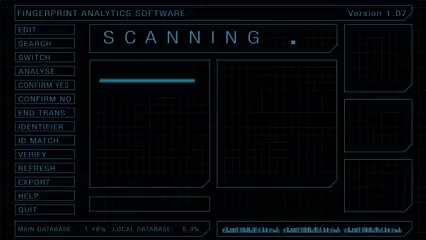 FINGERPRINT ANALYTICS SOFTWARE
Version 1.07
EDIT
SCANNING .
SEARCH
SWITCH
ANALYSE
CONFIRM YES
CONFIRM NO
END TRANS
IDENTIFIER
ID MATCH
VERIFY
REFRESH
EXPORT
HELP
QUIT
MAIN DATABASE LOCAL DATABASE